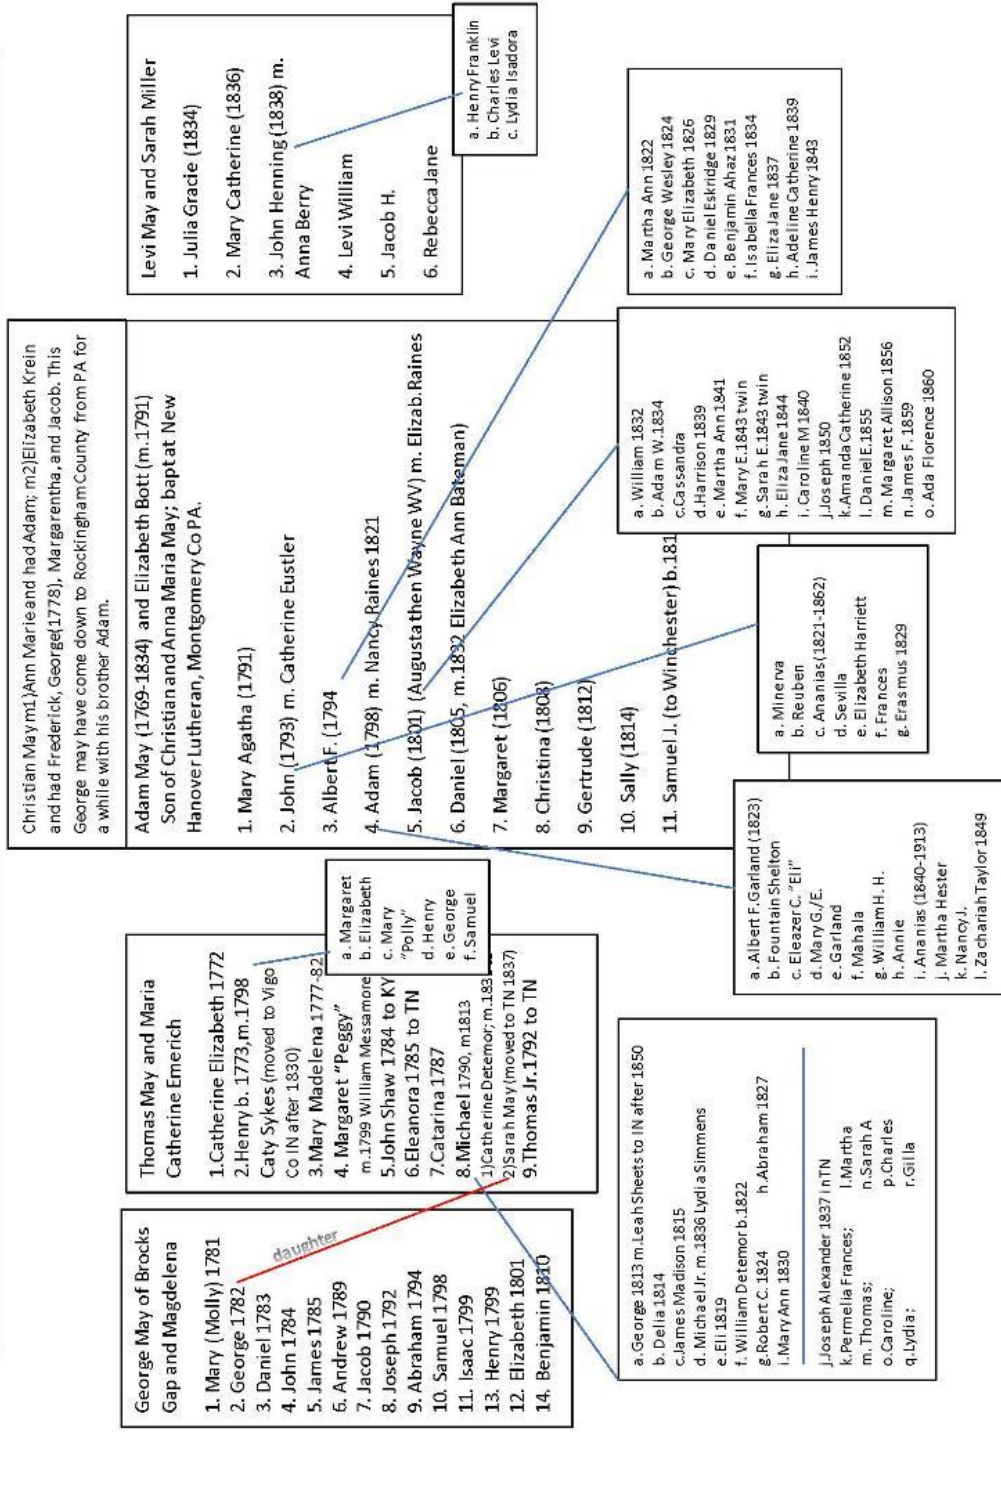 George May of Brocks
Gap and Magdelena
1. Mary (Molly) 1781
2. George 1782
3. Daniel 1783
4. John 1784
5. James 1785
6. Andrew 1789
7. Jacob 1790
8. Joseph 1792
9. Abraham 1794
10. Samuel 1798
11. Isaac 1799
13. Henry 1799
12. Elizabeth 1801
14. Benjamin 1810
daughter
Thomas May and Maria
Catherine Emerich
1.Catherine Elizabeth 1772
2.Henry b. 1773,m.1798
Caty Sykes (moved to Vigo
Co IN after 1830)
3.Mary Madelena 1777-82
4. Margaret "Peggy"
m.1799 William Messamore
5.John Shaw 1784 to KY
6.Eleanora 1785 to TN
7.Catarina 1787
8.Michael 1790, m1813
1)Catherine Detemor; m.183
2)Sarah May (moved to TN 1837)
9.Thomas Jr.1792 to TN
a. Margaret
b. Elizabeth
c. Mary
"Polly"
d. Henry
e. George
f. Samuel
a.George 1813 m.Leah Sheets to IN after 1850
b. Delia 1814
c.James Madison 1815
d. Michael Jr. m.1836 Lydia Simmens
e. Eli 1819
f. William Detemor b.1822
g.Robert C. 1824 h.Abraham 1827
i.Mary Ann 1830
j.Joseph Alexander 1837 in TN
k.Permella Frances; l.Martha
m.Thomas; n.Sarah A
o.Caroline; p.Charles
q.Lydia; r.Gilla
Christian May m1)Ann Marie and had Adam; m2)Elizabeth Krein
and had Frederick, George(1778), Margarentha, and Jacob. This
George may have come down to Rockingham County from PA for
a while with his brother Adam.
Adam May (1769-1834) and Elizabeth Bott (m.1791)
Son of Christian and Anna Maria May; bapt at New
Hanover Lutheran, Montgomery Co PA.
1. Mary Agatha (1791)
2. John (1793) m. Catherine Eustler
3. Albert F. (1794
4. Adam (1798) m. Nancy Raines 1821
5. Jacob (1801) (Augusta then Wayne WV) m. Elizab.Raines
6. Daniel (1805, m.1832 Elizabeth Ann Bateman)
7. Margaret (1806)
8. Christina (1808)
9. Gertrude (1812)
10. Sally (1814)
11. Samuel J. (to Winchester) b.181
a. Albert F.Garland (1823)
b. Fountain Shelton
c. Eleazer C. "Eli"
d. Mary G./E.
e. Garland
f. Mahala
g. William H. H.
h. Annie
i. Ananias (1840-1913)
j. Martha Hester
k. Nancy J.
l. Zachariah Taylor 1849
a. Minerva
b. Reuben
c. Ananias (1821-1862)
d. Sevilla
e. Elizabeth Harriett
f. Frances
g. Erasmus 1829
a. William 1832
b. Adam W.1834
c.Cassandra
d.Harrison 1839
e. Martha Ann 1841
f. Mary E.1843 twin
g. Sarah E.1843 twin
h. Eliza Jane 1844
i. Caroline M 1840
j.Joseph 1850
k.Amanda Catherine 1852
l. Daniel E.1855
m. Margaret Allison 1856
n. James F. 1859
o. Ada Florence 1860
Levi May and Sarah Miller
1. Julia Gracie (1834)
2. Mary Catherine (1836)
3. John Henning (1838) m.
Anna Berry
4. Levi William
5. Jacob H.
6. Rebecca Jane
a. Henry Franklin
b. Charles Levi
c. Lydia Isadora
a. Martha Ann 1822
b. George Wesley 1824
c. Mary Elizabeth 1826
d. Daniel Eskridge 1829
e. Benjamin Ahaz 1831
f. Isabella Frances 1834
g. Eliza Jane 1837
h. Adeline Catherine 1839
i. James Henry 1843